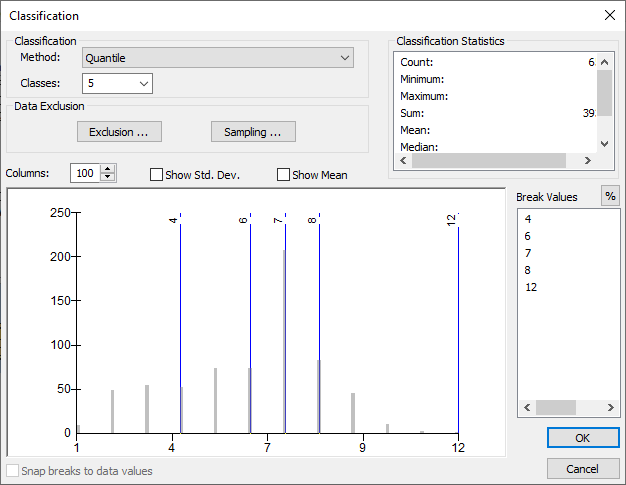 Classification
Classification
Method: Quantile
Classes: 5
Data Exclusion
Exclusion ...
Sampling ...
Classification Statistics
Count: 6
Minimum:
Maximum:
Sum: 39
Mean:
Median:
Columns: 100
Show Std. Dev.
Show Mean
Break Values
%
4
6
7
8
12
250
200
150
100
50
0
4
6
7
8
12
1
4
7
9
12
Snap breaks to data values
OK
Cancel